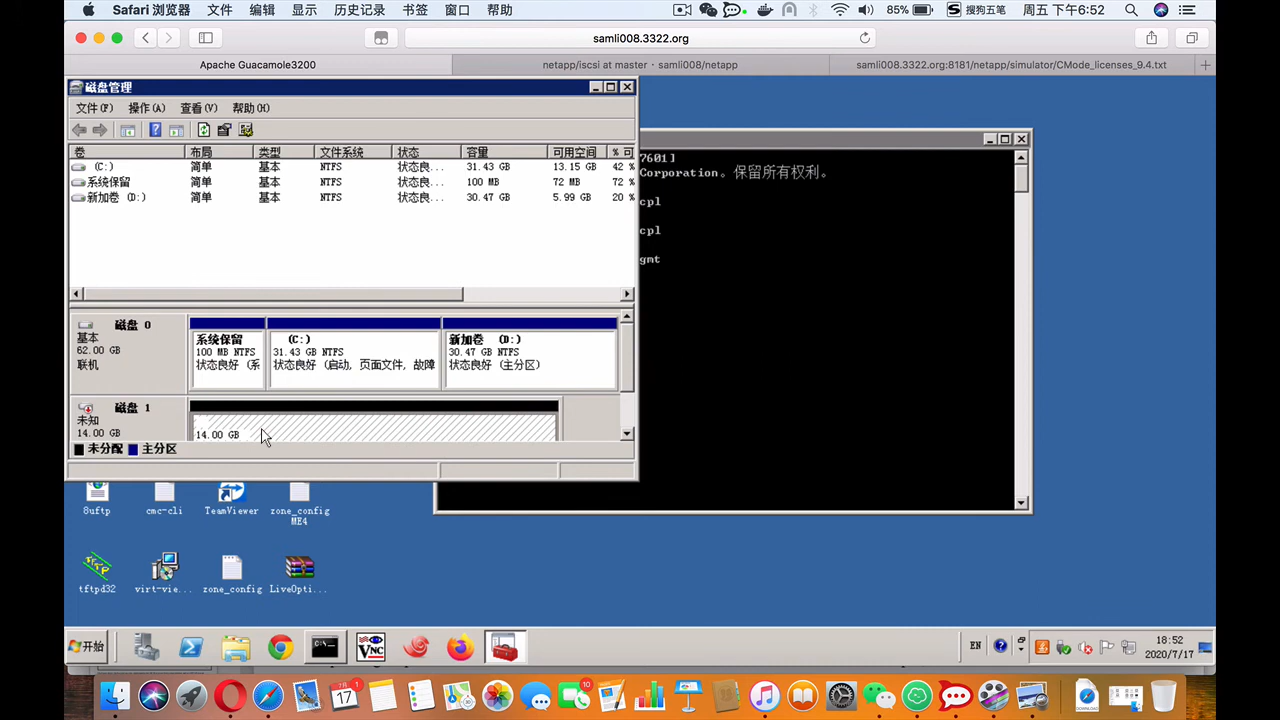 Safari 浏览器 文件 编辑 显示 历史记录 书签 窗口 帮助 85% S 搜狗五笔 周五 下午6:52
samli008.3322.org
Apache Guacamole3200 netapp/iscsi at master · samli008/netapp samli008.3322.org:8181/netapp/simulator/CMode_licenses_9.4.txt
磁盘管理
文件(F) 操作(A) 查看(V) 帮助(H)
卷 布局 类型 文件系统 状态 容量 可用空间 % 可
(C:) 简单 基本 NTFS 状态良... 31.43 GB 13.15 GB 42 %
系统保留 简单 基本 NTFS 状态良... 100 MB 72 MB 72 %
新加卷 (D:) 简单 基本 NTFS 状态良... 30.47 GB 5.99 GB 20 %
7601]
Corporation。保留所有权利。
cpl
cpl
gmt
磁盘 0
基本
62.00 GB
联机
系统保留
100 MB NTFS
状态良好 (系
(C:)
31.43 GB NTFS
状态良好 (启动, 页面文件, 故障
新加卷 (D:)
30.47 GB NTFS
状态良好 (主分区)
磁盘 1
未知
14.00 GB
14.00 GB
未分配 主分区
8uftp cmc-cli TeamViewer zone_config
ME4
tftpd32 virt-vie... zone_config LiveOpti...
开始 VNC EN 18:52
2020/7/17
7月
17
10